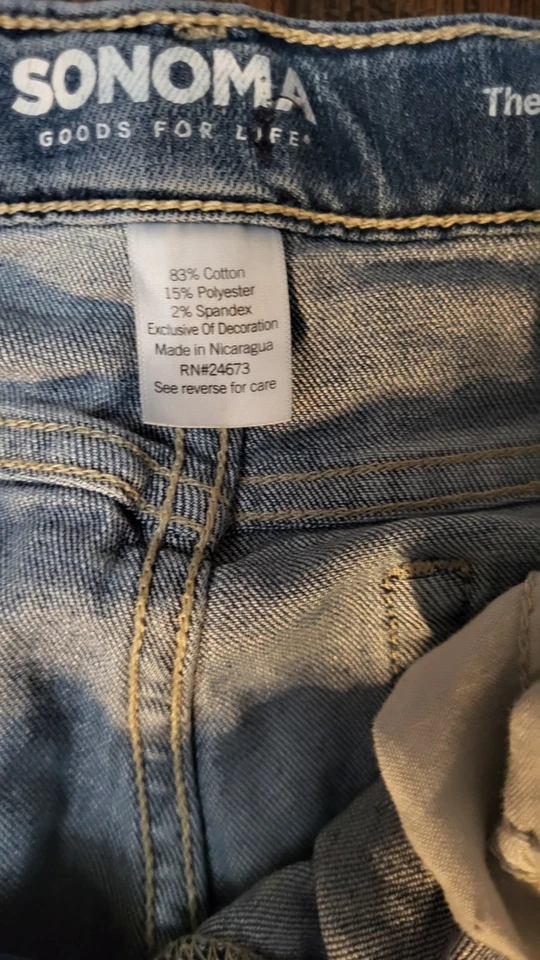 SONOMA
GOODS FOR LIFE
The
83% Cotton
15% Polyester
2% Spandex
Exclusive Of Decoration
Made in Nicaragua
RN#24673
See reverse for care